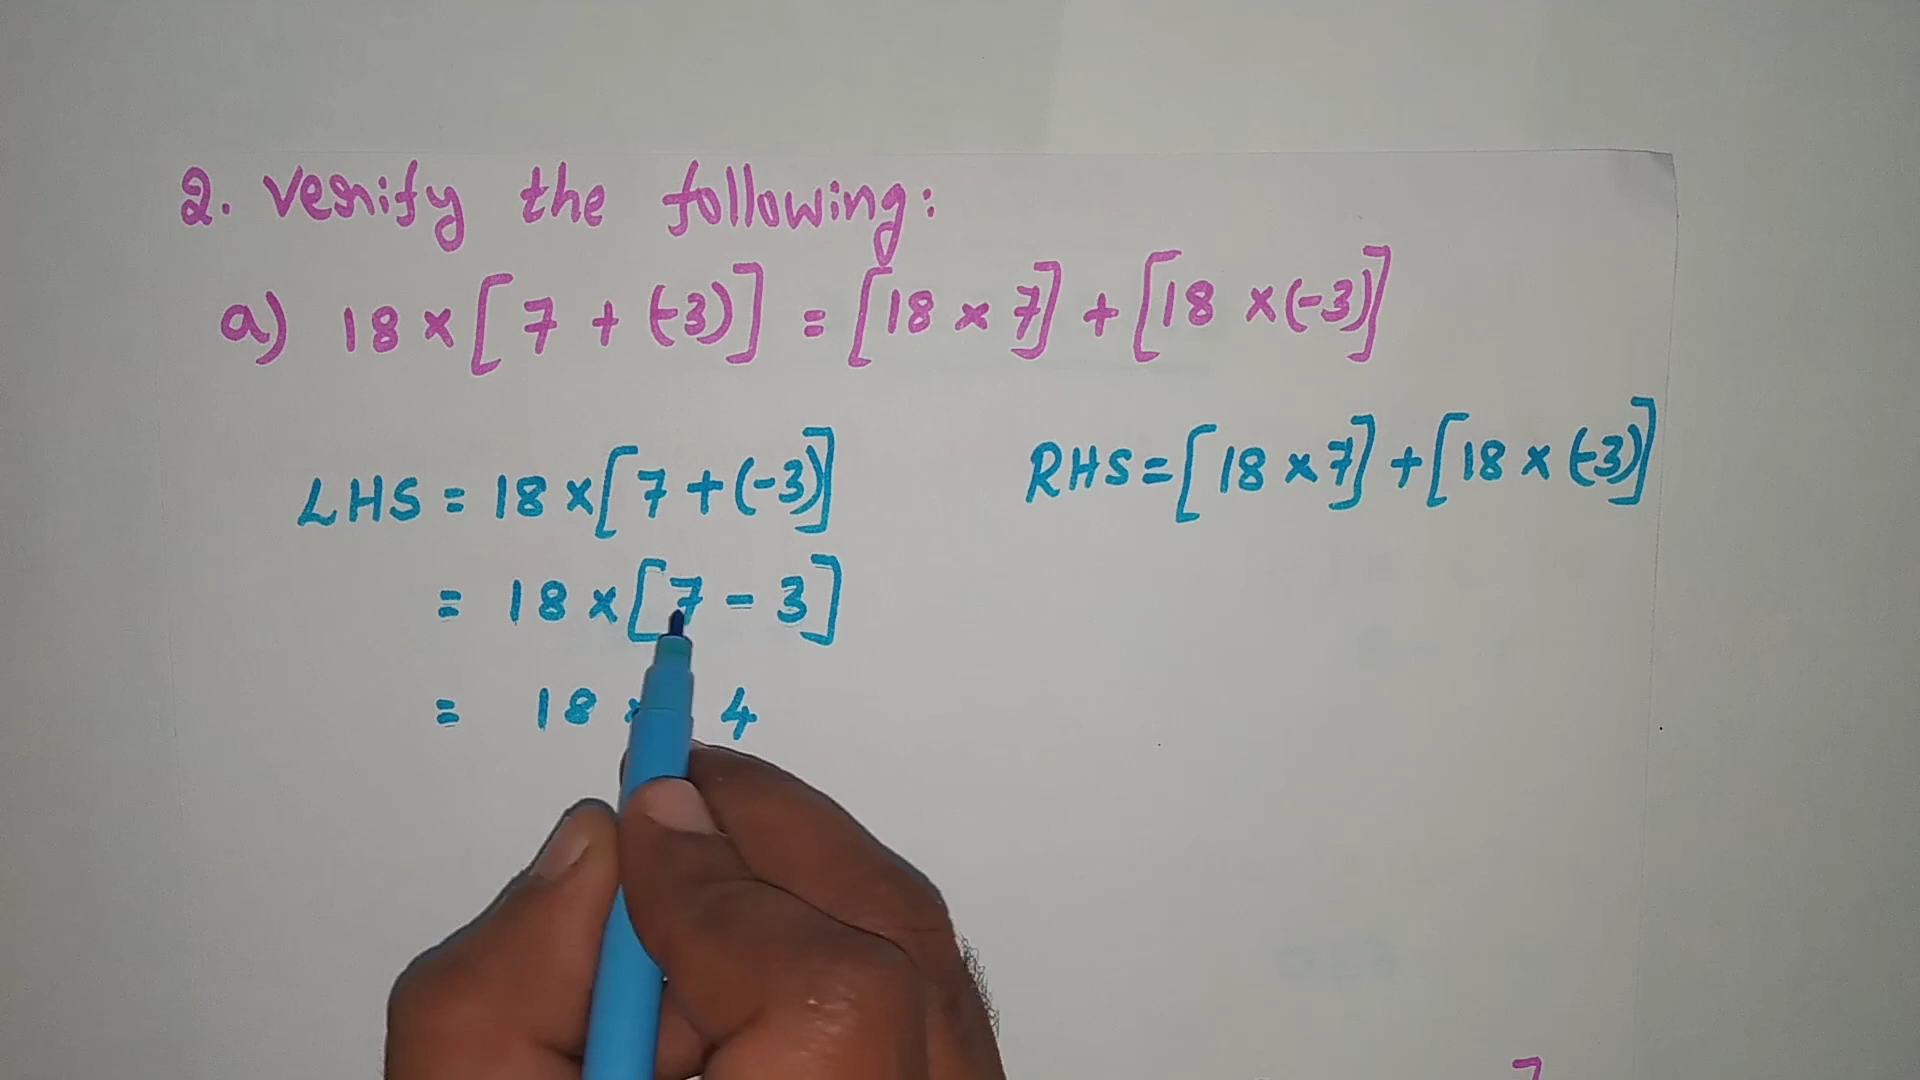 2. Verify the following:
a) 18 × [7 + (-3)] = [18 × 7] + [18 × (-3)]
LHS = 18 × [7 + (-3)]
= 18 × [7 - 3]
= 18 × 4
RHS = [18 × 7] + [18 × (-3)]